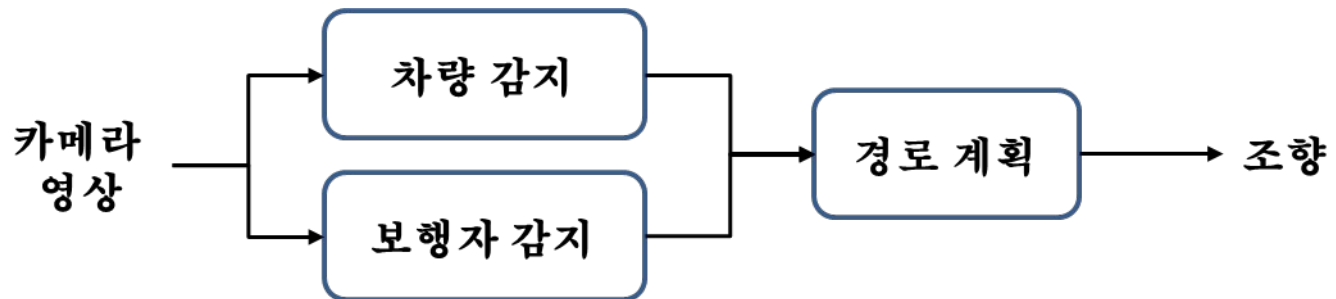 카메라
영상
차량 감지
보행자 감지
경로 계획
조향